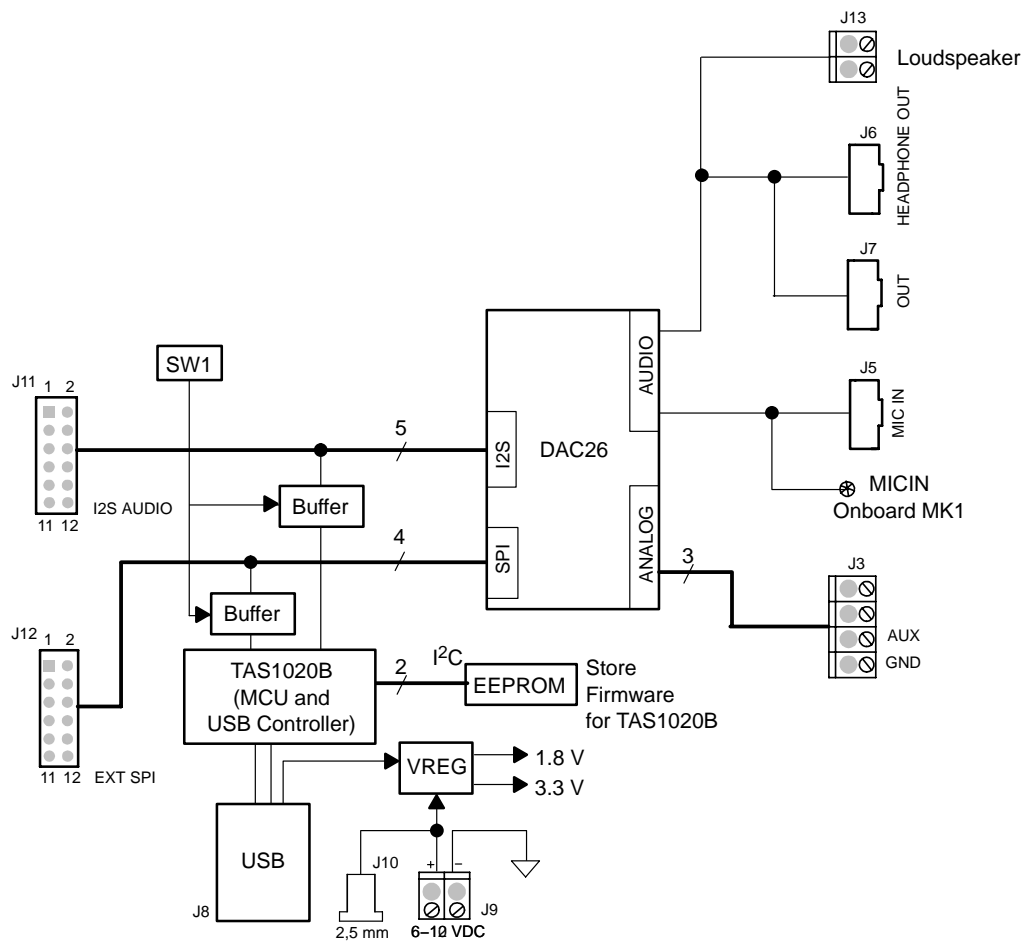 J13
Loudspeaker
J6
HEADPHONE OUT
J7
OUT
SW1
J5
MIC IN
J11
1 2
5
I2S
DAC26
AUDIO
11 12
I2S AUDIO
Buffer
MICIN
Onboard MK1
4
SPI
ANALOG
3
J3
AUX
GND
Buffer
J12
1 2
TAS1020B
(MCU and
USB Controller)
2
I2C
EEPROM
Store
Firmware
for TAS1020B
11 12
EXT SPI
VREG
1.8 V
3.3 V
USB
J8
J10
2,5 mm
+ −
J9
VDC